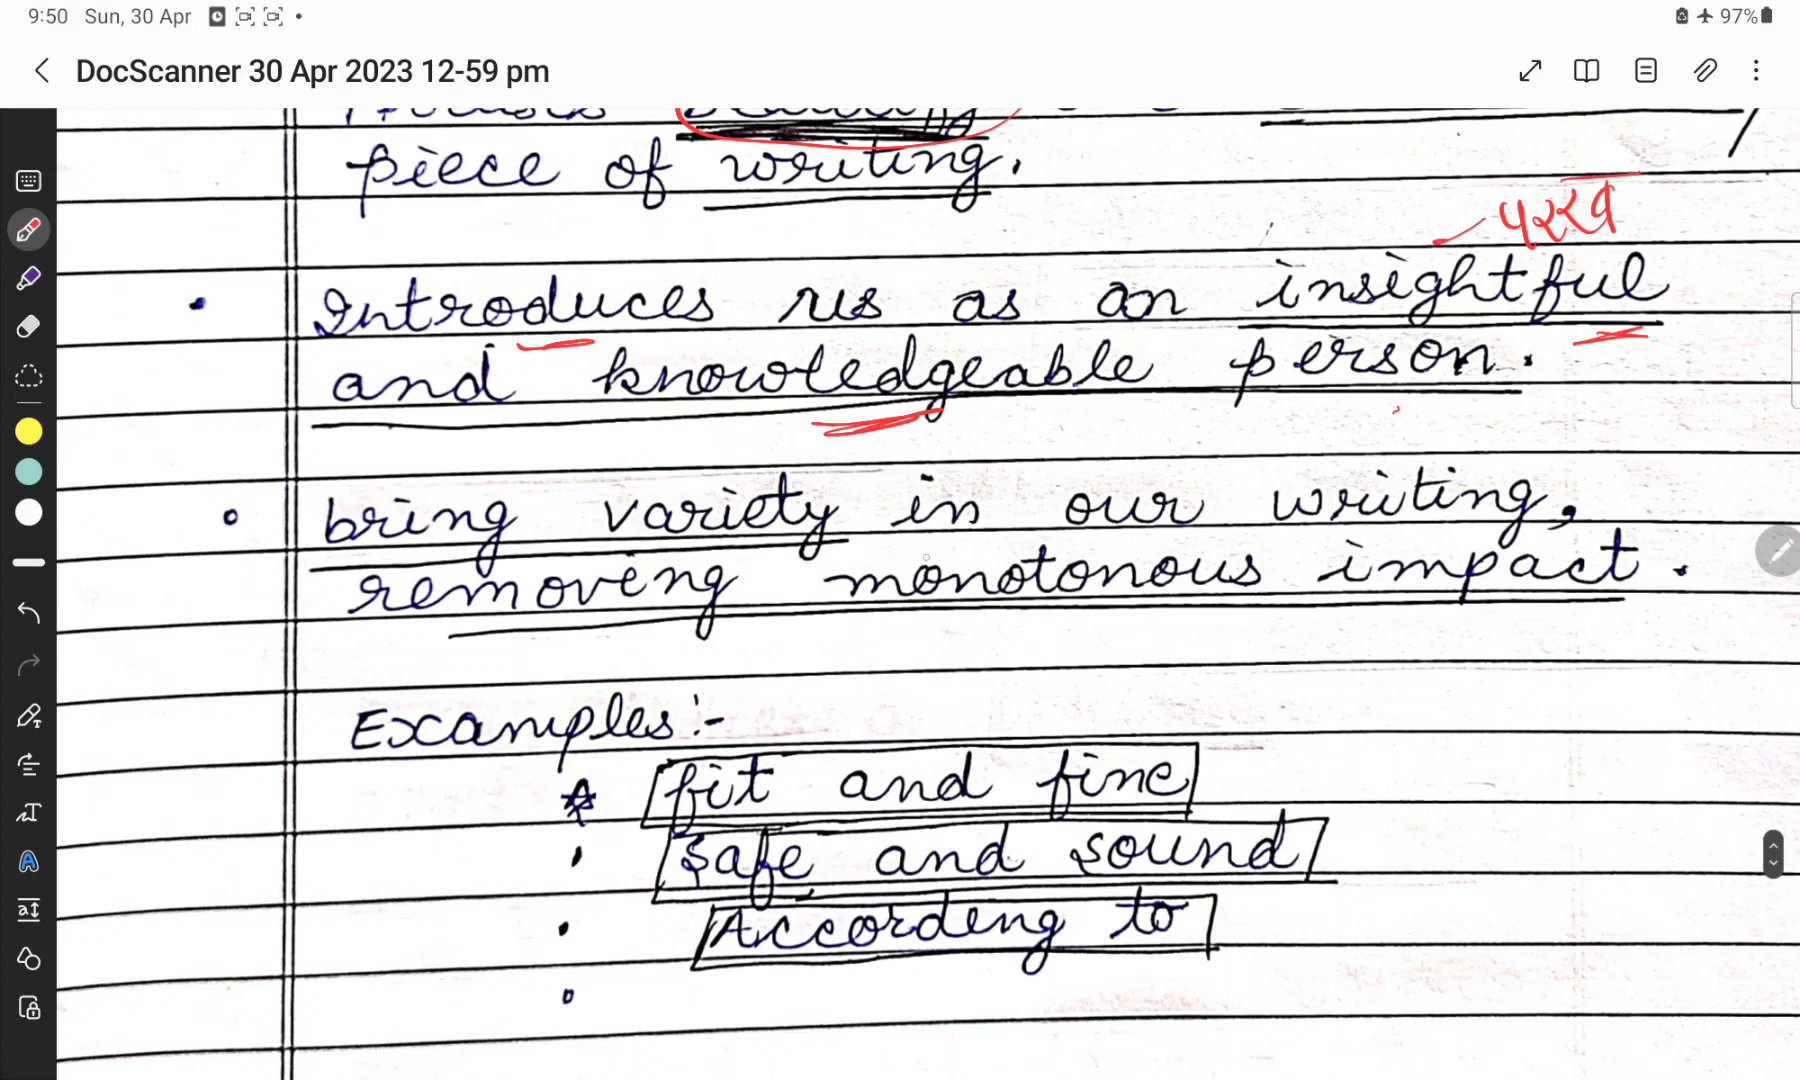 9:50 Sun, 30 Apr
97%
DocScanner 30 Apr 2023 12-59 pm
piece of writing.
Introduces us as an insightful
and knowledgeable person.
bring variety in our writing,
removing monotonous impact.
Examples:-
fit and fine
safe and sound
According to